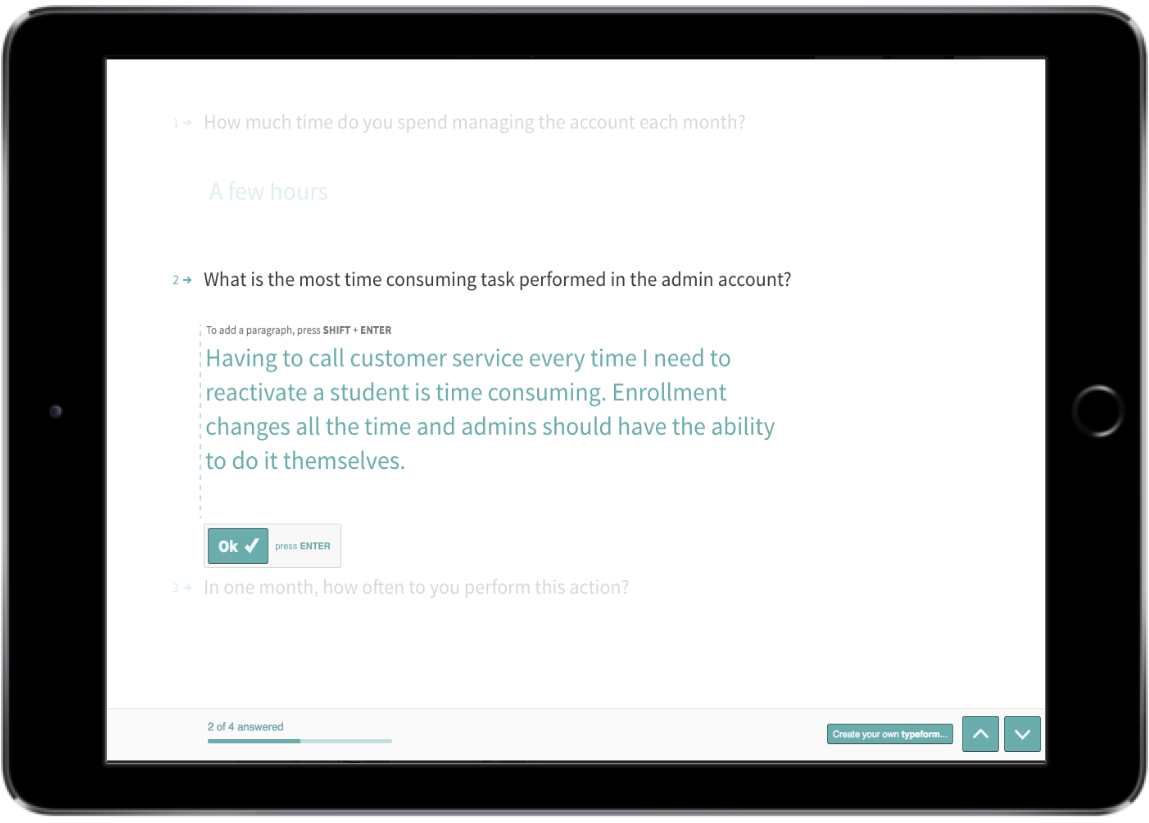 1 → How much time do you spend managing the account each month?
A few hours
2 → What is the most time consuming task performed in the admin account?
To add a paragraph, press SHIFT + ENTER
Having to call customer service every time I need to
reactivate a student is time consuming. Enrollment
changes all the time and admins should have the ability
to do it themselves.
Ok ✓ press ENTER
3 → In one month, how often to you perform this action?
2 of 4 answered
Create your own typeform...